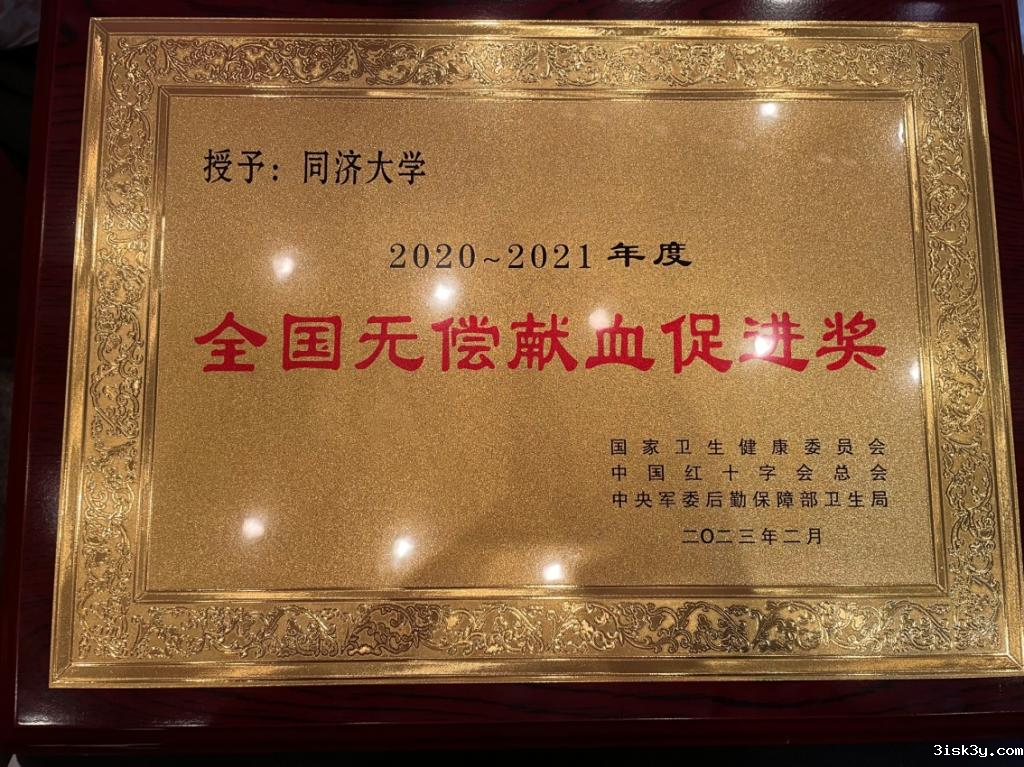 授予：同济大学
2020~2021年度
全国无偿献血促进奖
国家卫生健康委员会
中国红十字会总会
中央军委后勤保障部卫生局
二〇二三年二月
3isk3y.com